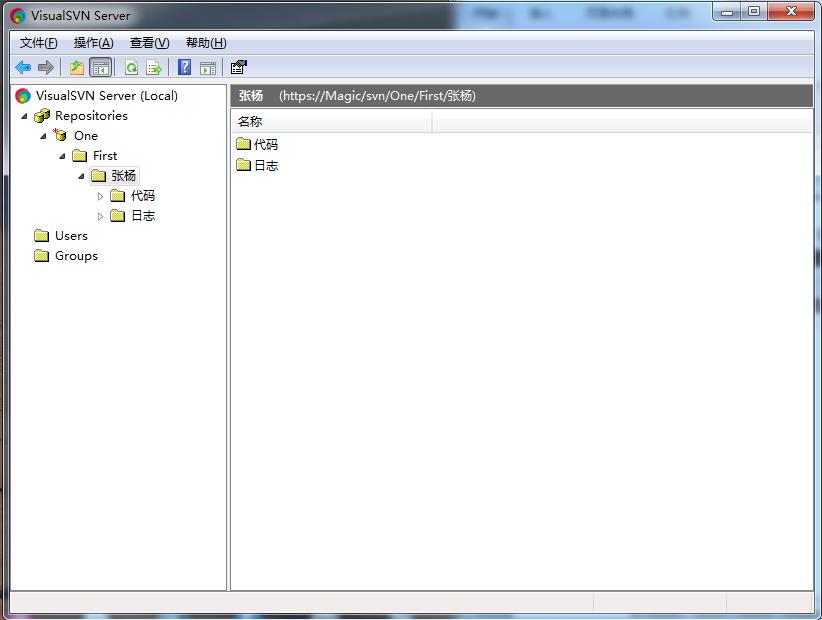 VisualSVN Server
文件(F) 操作(A) 查看(V) 帮助(H)
VisualSVN Server (Local)
Repositories
One
First
张杨
代码
日志
Users
Groups
张杨 (https://Magic/svn/One/First/张杨)
名称
代码
日志